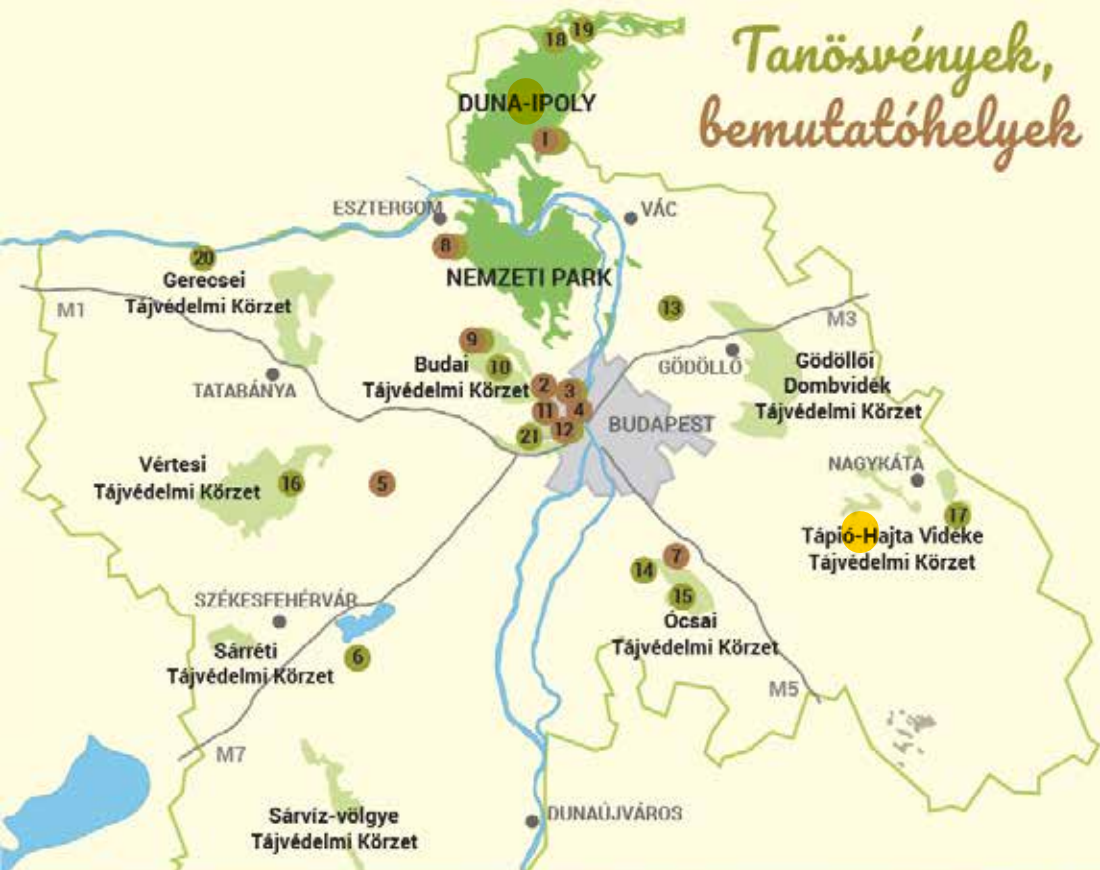 Tanösvények,
bemutatóhelyek
18
19
DUNA-IPOLY
1
ESZTERGOM
VÁC
8
NEMZETI PARK
20
Gerecsei
Tájvédelmi Körzet
M1
13
M3
9
10
Budai
Tájvédelmi Körzet
GÖDÖLLŐ
Gödöllői
Dombvidék
Tájvédelmi Körzet
TATABÁNYA
2
3
11
4
12
21
BUDAPEST
Vértesi
Tájvédelmi Körzet
16
5
NAGYKÁTA
17
Tápió-Hajta Vidéke
Tájvédelmi Körzet
14
7
15
Ócsai
Tájvédelmi Körzet
SZÉKESFEHÉRVÁR
Sárréti
Tájvédelmi Körzet
6
M5
M7
Sárvíz-völgye
Tájvédelmi Körzet
DUNAÚJVÁROS